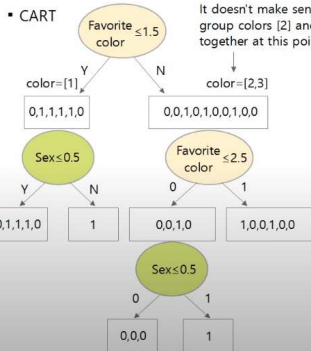 ▪ CART
It doesn't make sen
group colors [2] and
together at this poi
Favorite
color
≤1.5
Y
N
color=[1]
color=[2,3]
0,1,1,1,1,0
0,0,1,0,1,0,0,1,0,0
Sex≤0.5
Favorite
color
≤2.5
Y
N
0
1
0,1,1,1,0
1
0,0,1,0
1,0,0,1,0,0
Sex≤0.5
0
1
0,0,0
1